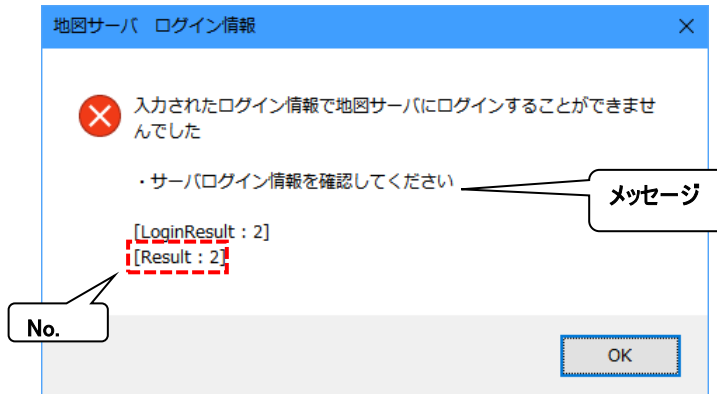 地図サーバ　ログイン情報
入力されたログイン情報で地図サーバにログインすることができませ
んでした
・サーバログイン情報を確認してください
メッセージ
[LoginResult : 2]
[Result : 2]
No.
OK